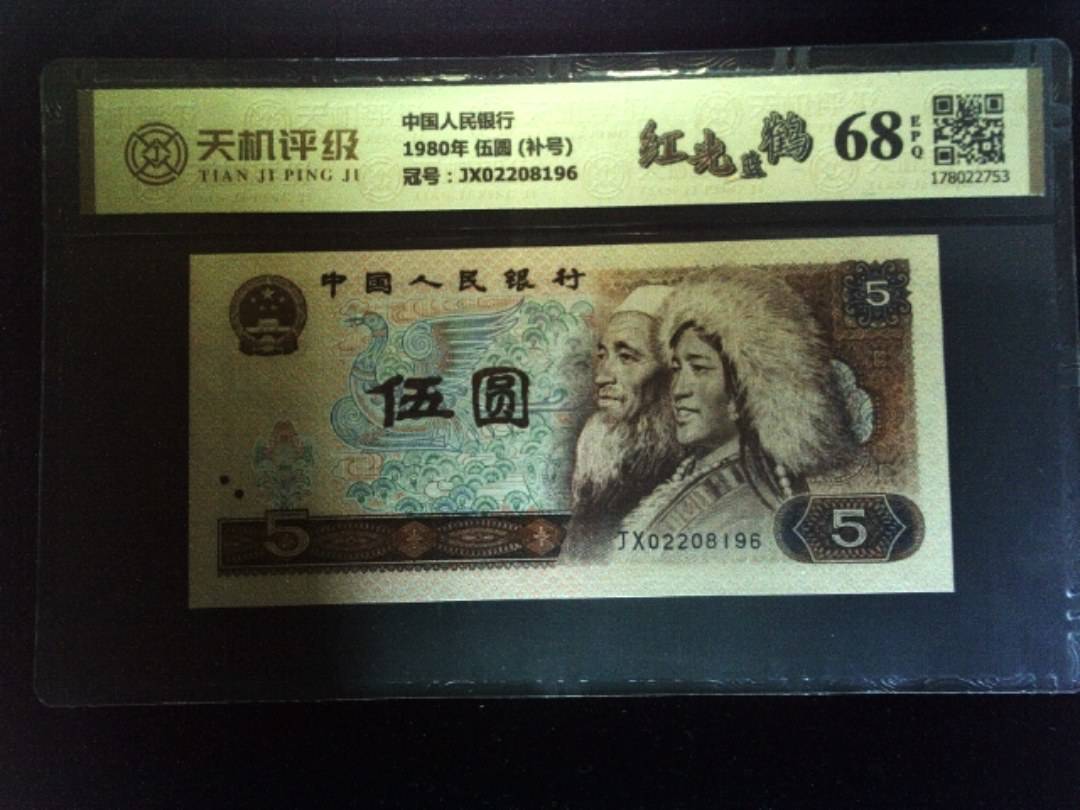 天机评级
TIAN JI PING JI
中国人民银行
1980年 伍圆 (补号)
冠号：JX02208196
红光蓝鹤
68
EPQ
178022753
中国人民银行
5
伍圆
5
JX02208196
5